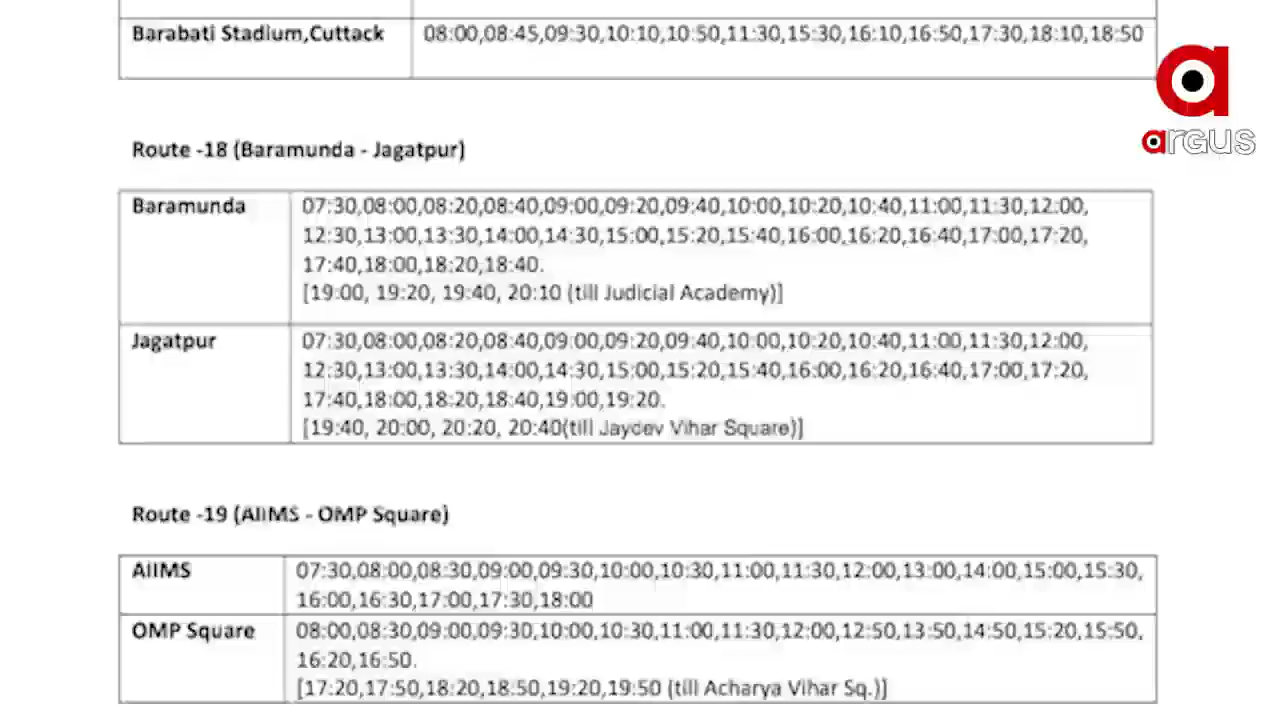 Barabati Stadium,Cuttack 08:00,08:45,09:30,10:10,10:50,11:30,15:30,16:10,16:50,17:30,18:10,18:50
argus
Route -18 (Baramunda - Jagatpur)
Baramunda 07:30,08:00,08:20,08:40,09:00,09:20,09:40,10:00,10:20,10:40,11:00,11:30,12:00,
12:30,13:00,13:30,14:00,14:30,15:00,15:20,15:40,16:00,16:20,16:40,17:00,17:20,
17:40,18:00,18:20,18:40.
[19:00, 19:20, 19:40, 20:10 (till Judicial Academy)]
Jagatpur 07:30,08:00,08:20,08:40,09:00,09:20,09:40,10:00,10:20,10:40,11:00,11:30,12:00,
12:30,13:00,13:30,14:00,14:30,15:00,15:20,15:40,16:00,16:20,16:40,17:00,17:20,
17:40,18:00,18:20,18:40,19:00,19:20.
[19:40, 20:00, 20:20, 20:40(till Jaydev Vihar Square)]
Route -19 (AIIMS - OMP Square)
AIIMS 07:30,08:00,08:30,09:00,09:30,10:00,10:30,11:00,11:30,12:00,13:00,14:00,15:00,15:30,
16:00,16:30,17:00,17:30,18:00
OMP Square 08:00,08:30,09:00,09:30,10:00,10:30,11:00,11:30,12:00,12:50,13:50,14:50,15:20,15:50,
16:20,16:50.
[17:20,17:50,18:20,18:50,19:20,19:50 (till Acharya Vihar Sq.)]